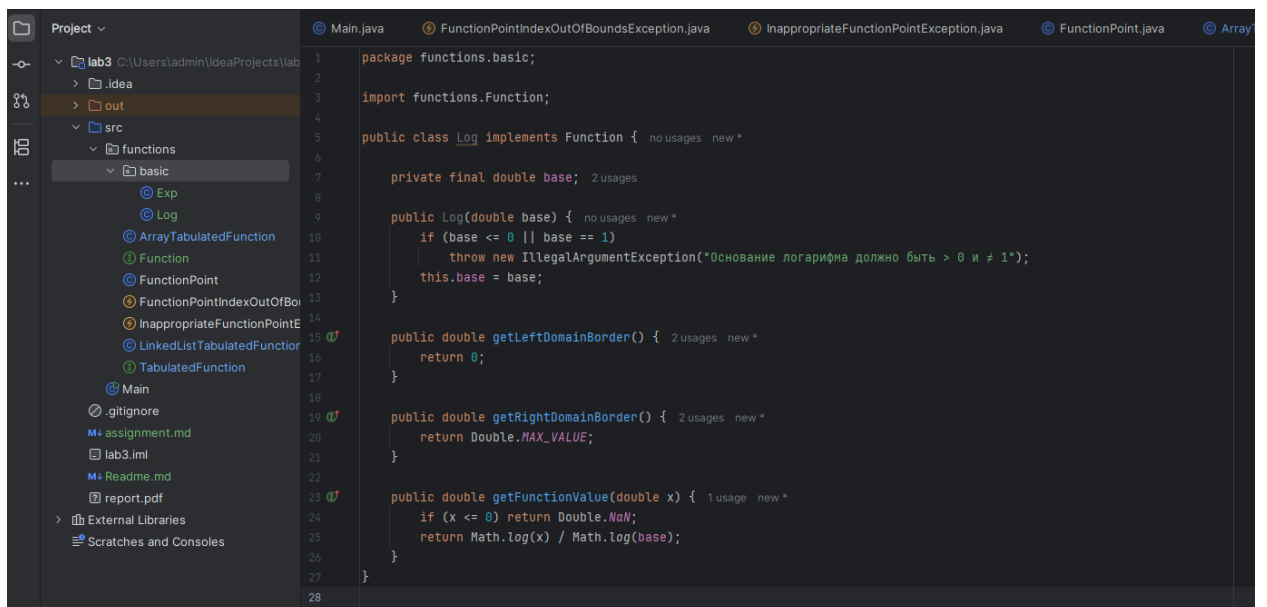 Project
Main.java FunctionPointIndexOutOfBoundsException.java InappropriateFunctionPointException.java FunctionPoint.java ArrayT
lab3 C:\Users\admin\IdeaProjects\lab
.idea
out
src
functions
basic
Exp
Log
ArrayTabulatedFunction
Function
FunctionPoint
FunctionPointIndexOutOfBou
InappropriateFunctionPointE
LinkedListTabulatedFunction
TabulatedFunction
Main
.gitignore
M↓ assignment.md
lab3.iml
M↓ Readme.md
report.pdf
External Libraries
Scratches and Consoles
1 package functions.basic;
2
3 import functions.Function;
4
5 public class Log implements Function { no usages new *
6
7 private final double base; 2 usages
8
9 public Log(double base) { no usages new *
10 if (base <= 0 || base == 1)
11 throw new IllegalArgumentException("Основание логарифма должно быть > 0 и ≠ 1");
12 this.base = base;
13 }
14
15 public double getLeftDomainBorder() { 2 usages new *
16 return 0;
17 }
18
19 public double getRightDomainBorder() { 2 usages new *
20 return Double.MAX_VALUE;
21 }
22
23 public double getFunctionValue(double x) { 1 usage new *
24 if (x <= 0) return Double.NaN;
25 return Math.log(x) / Math.log(base);
26 }
27 }
28